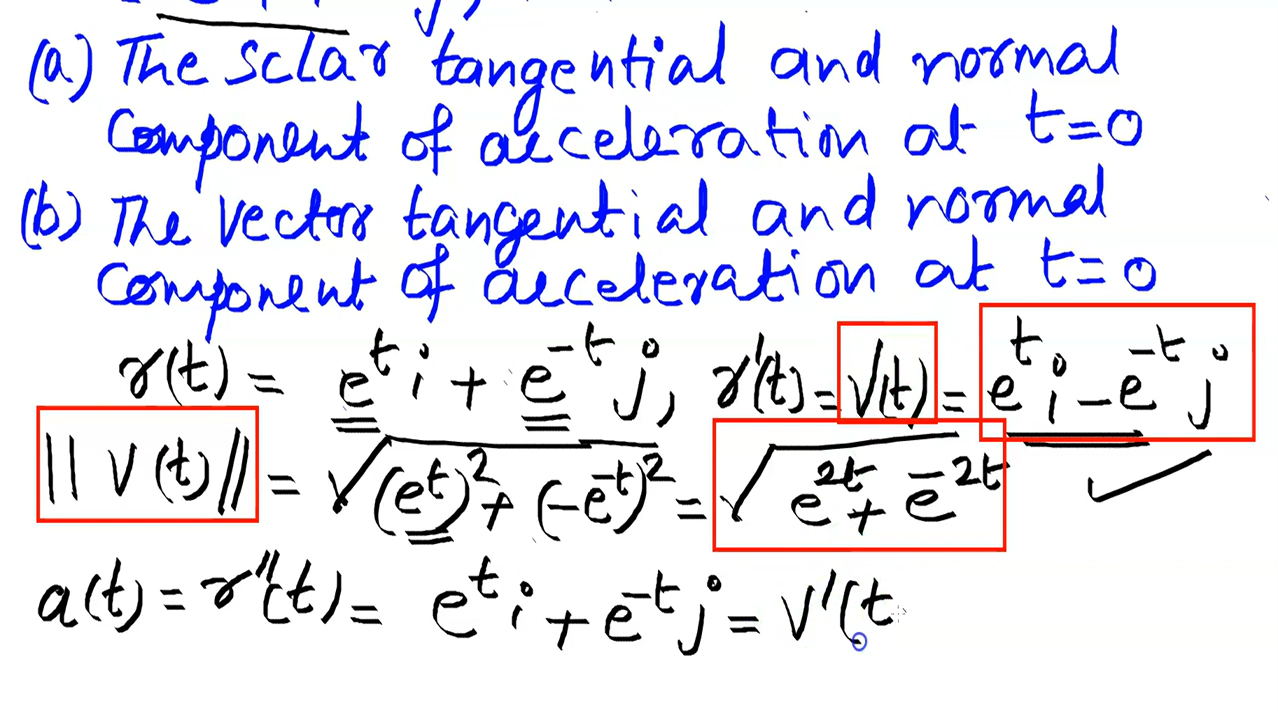 (a) The sclar tangential and normal
component of acceleration at t=0
(b) The vector tangential and normal
component of acceleration at t=0
r(t) = e^t i + e^-t j, r'(t) = V(t) = e^t i - e^-t j
|| V(t) || = √(e^t)^2 + (-e^-t)^2 = √e^2t + e^-2t
a(t) = r''(t) = e^t i + e^-t j = V'(t